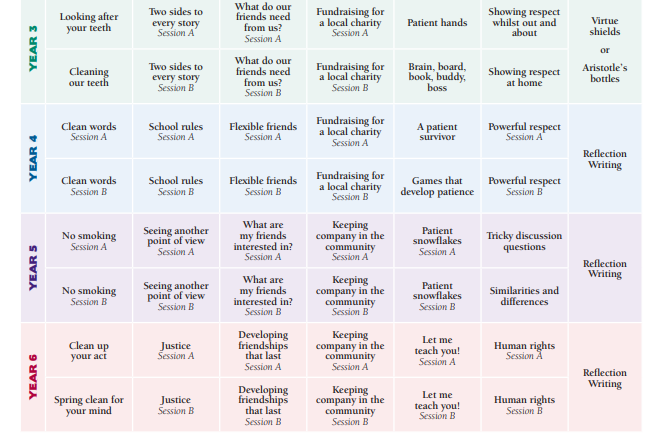 YEAR 3
Looking after
your teeth
Two sides to
every story
Session A
What do our
friends need
from us?
Session A
Fundraising for
a local charity
Session A
Patient hands
Showing respect
whilst out and
about
Virtue
shields
or
Aristotle's
bottles
Cleaning
our teeth
Two sides to
every story
Session B
What do our
friends need
from us?
Session B
Fundraising for
a local charity
Session B
Brain, board,
book, buddy,
boss
Showing respect
at home
YEAR 4
Clean words
Session A
School rules
Session A
Flexible friends
Session A
Fundraising for
a local charity
Session A
A patient
survivor
Powerful respect
Session A
Reflection
Writing
Clean words
Session B
School rules
Session B
Flexible friends
Session B
Fundraising for
a local charity
Session B
Games that
develop patience
Powerful respect
Session B
YEAR 5
No smoking
Session A
Seeing another
point of view
Session A
What are
my friends
interested in?
Session A
Keeping
company in the
community
Session A
Patient
snowflakes
Session A
Tricky discussion
questions
Reflection
Writing
No smoking
Session B
Seeing another
point of view
Session B
What are
my friends
interested in?
Session B
Keeping
company in the
community
Session B
Patient
snowflakes
Session B
Similarities and
differences
YEAR 6
Clean up
your act
Justice
Session A
Developing
friendships
that last
Session A
Keeping
company in the
community
Session A
Let me
teach you!
Session A
Human rights
Session A
Reflection
Writing
Spring clean for
your mind
Justice
Session B
Developing
friendships
that last
Session B
Keeping
company in the
community
Session B
Let me
teach you!
Session B
Human rights
Session B